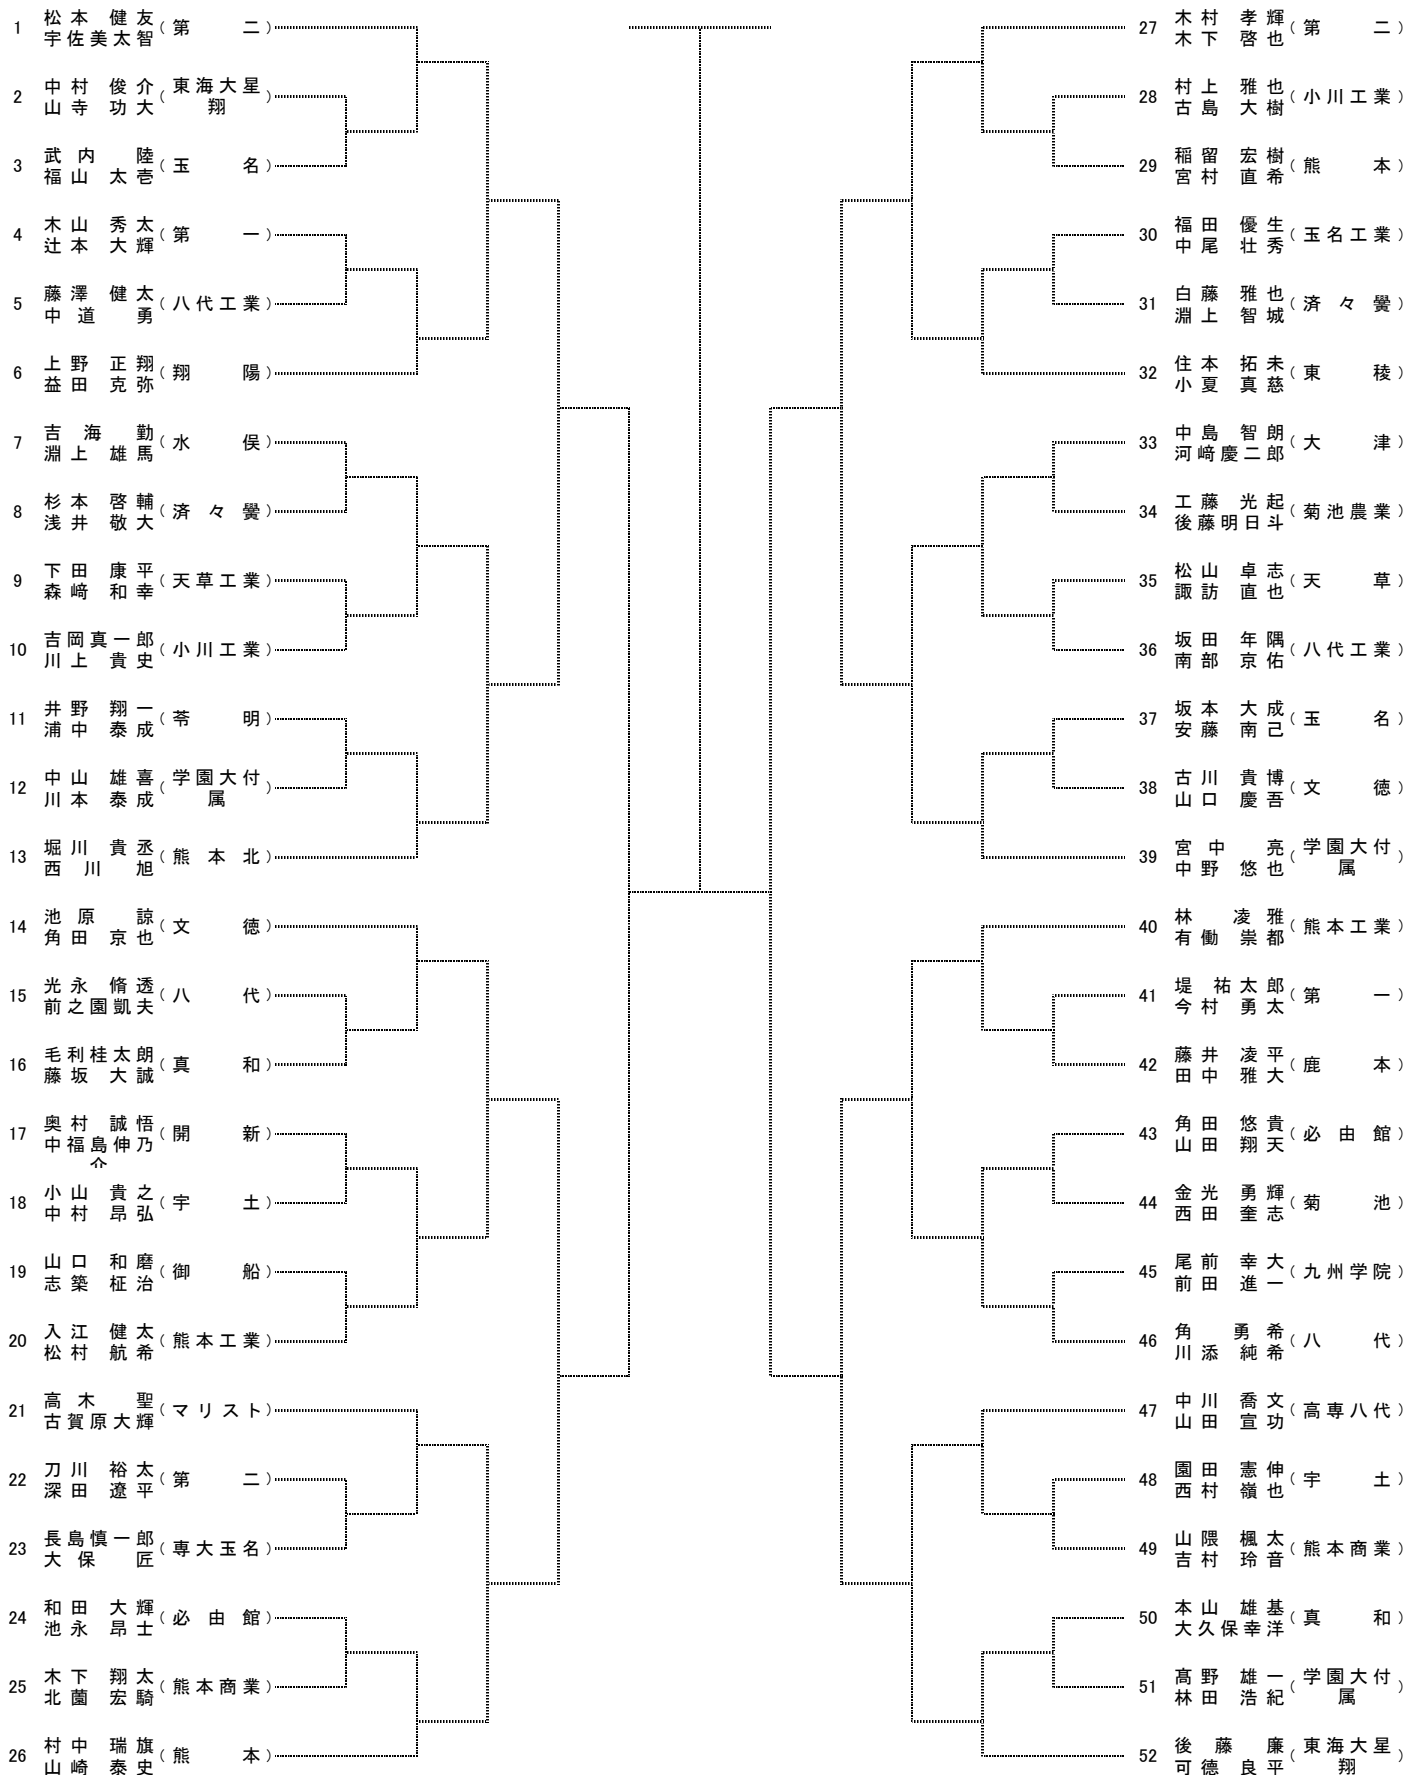 松本 健友
1 (第 二)
宇佐美太智
中村 俊介 東海大星
2 ( )
山寺 功大 翔
武内 陸
3 (玉 名)
福山 太壱
木山 秀太
4 (第 一)
辻本 大輝
藤澤 健太
5 (八代工業)
中道 勇
上野 正翔
6 (翔 陽)
益田 克弥
吉海 勤
7 (水 俣)
淵上 雄馬
杉本 啓輔
8 (済々黌)
浅井 敬大
下田 康平
9 (天草工業)
森﨑 和幸
吉岡真一郎
10 (小川工業)
川上 貴史
井野 翔一
11 (苓 明)
浦中 泰成
中山 雄喜 学園大付
12 ( )
川本 泰成 属
堀川 貴丞
13 (熊本北)
西川 旭
池原 諒
14 (文 徳)
角田 京也
光永 脩透
15 (八 代)
前之園凱夫
毛利桂太朗
16 (真 和)
藤坂 大誠
奥村 誠悟
17 (開 新)
中福島伸乃
介
小山 貴之
18 (宇 土)
中村 昂弘
山口 和磨
19 (御 船)
志築 柾治
入江 健太
20 (熊本工業)
松村 航希
高木 聖
21 (マリスト)
古賀原大輝
刀川 裕太
22 (第 二)
深田 遼平
長島慎一郎
23 (専大玉名)
大保 匠
和田 大輝
24 (必由館)
池永 昂士
木下 翔太
25 (熊本商業)
北薗 宏騎
村中 瑞旗
26 (熊 本)
山崎 泰史
木村 孝輝
27 (第 二)
木下 啓也
村上 雅也
28 (小川工業)
古島 大樹
稲留 宏樹
29 (熊 本)
宮村 直希
福田 優生
30 (玉名工業)
中尾 壮秀
白藤 雅也
31 (済々黌)
淵上 智城
住本 拓未
32 (東 稜)
小夏 真慈
中島 智朗
33 (大 津)
河﨑慶二郎
工藤 光起
34 (菊池農業)
後藤明日斗
松山 卓志
35 (天 草)
諏訪 直也
坂田 年隅
36 (八代工業)
南部 京佑
坂本 大成
37 (玉 名)
安藤 南己
古川 貴博
38 (文 徳)
山口 慶吾
宮中 亮 学園大付
39 ( )
中野 悠也 属
林 凌雅
40 (熊本工業)
有働 崇都
堤 祐太郎
41 (第 一)
今村 勇太
藤井 凌平
42 (鹿 本)
田中 雅大
角田 悠貴
43 (必由館)
山田 翔天
金光 勇輝
44 (菊 池)
西田 奎志
尾前 幸大
45 (九州学院)
前田 進一
角 勇希
46 (八 代)
川添 純希
中川 喬文
47 (高専八代)
山田 宣功
園田 憲伸
48 (宇 土)
西村 嶺也
山隈 楓太
49 (熊本商業)
吉村 玲音
本山 雄基
50 (真 和)
大久保幸洋
髙野 雄一 学園大付
51 ( )
林田 浩紀 属
後藤 廉 東海大星
52 ( )
可徳 良平 翔